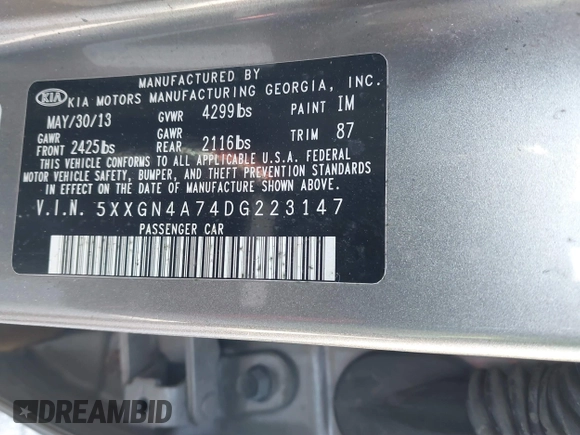 MANUFACTURED BY
KIA KIA MOTORS MANUFACTURING GEORGIA, INC.
MAY/30/13 GVWR 4299lbs PAINT IM
GAWR FRONT 2425lbs GAWR REAR 2116lbs TRIM 87
THIS VEHICLE CONFORMS TO ALL APPLICABLE U.S.A. FEDERAL
MOTOR VEHICLE SAFETY, BUMPER, AND THEFT PREVENTION STANDARDS
IN EFFECT ON THE DATE OF MANUFACTURE SHOWN ABOVE.
V.I.N. 5XXGN4A74DG223147
PASSENGER CAR
DREAMBID